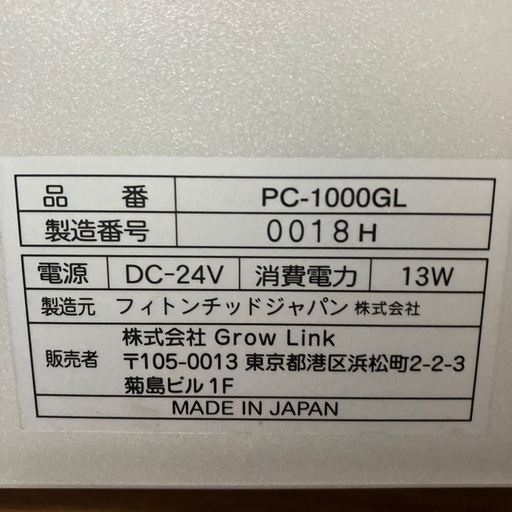 品 番 PC-1000GL
製造番号 0018H
電源 DC-24V 消費電力 13W
製造元 フィトンチッドジャパン 株式会社
販売者 株式会社 Grow Link
〒105-0013 東京都港区浜松町2-2-3
菊島ビル1F
MADE IN JAPAN